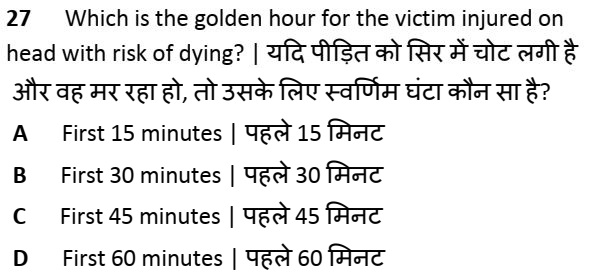 27 Which is the golden hour for the victim injured on
head with risk of dying? | यदि पीड़ित को सिर में चोट लगी है
और वह मर रहा हो, तो उसके लिए स्वर्णिम घंटा कौन सा है?
A First 15 minutes | पहले 15 मिनट
B First 30 minutes | पहले 30 मिनट
C First 45 minutes | पहले 45 मिनट
D First 60 minutes | पहले 60 मिनट